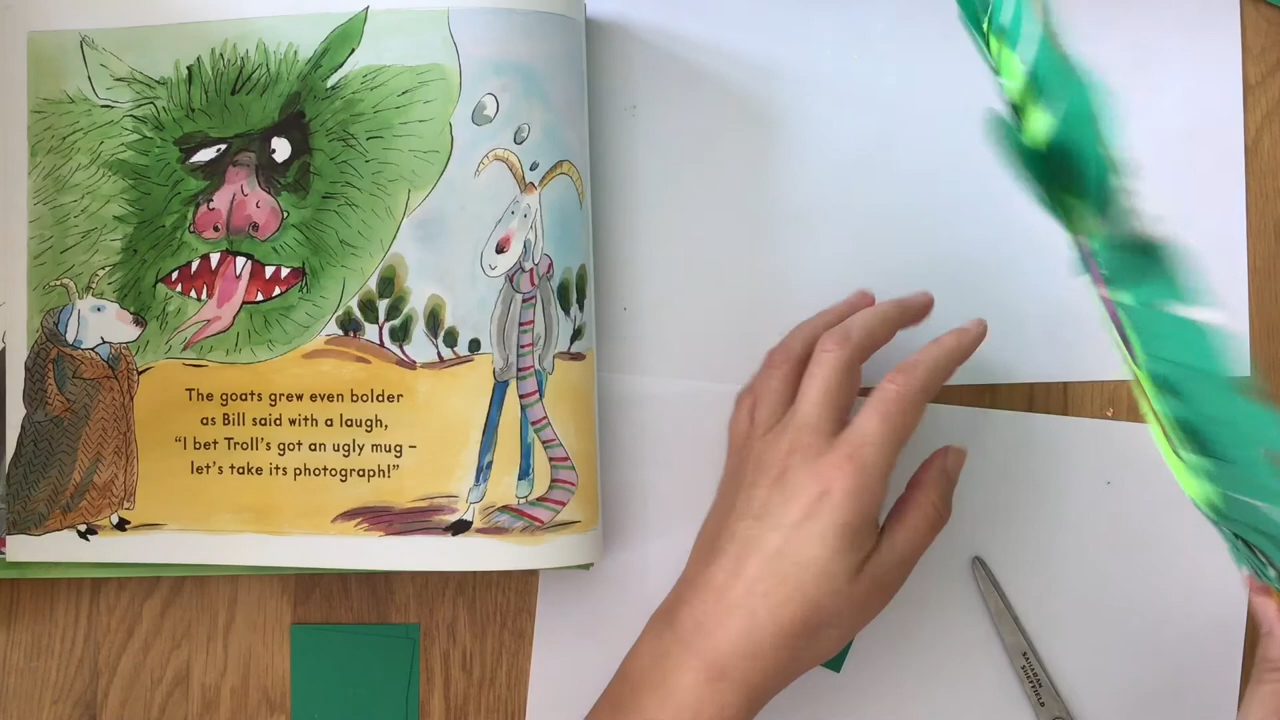 The goats grew even bolder
as Bill said with a laugh,
“I bet Troll’s got an ugly mug –
let’s take its photograph!”
SAHARAN
SHEFFIELD